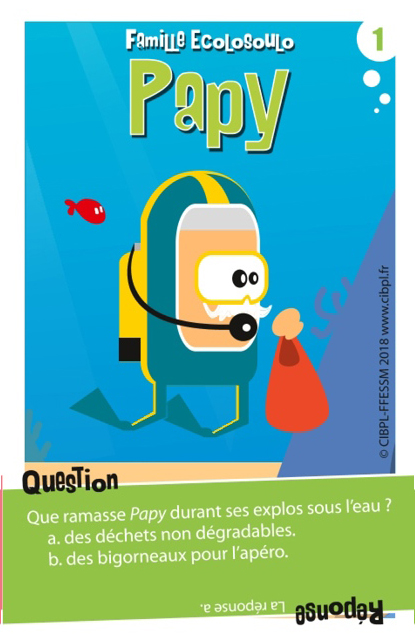 Famille Ecolosoulo
1
Papy
© CIBPL-FFESSM 2018 www.cibpl.fr
Question
Que ramasse Papy durant ses explos sous l'eau ?
a. des déchets non dégradables.
b. des bigorneaux pour l'apéro.
Réponse
La réponse a.